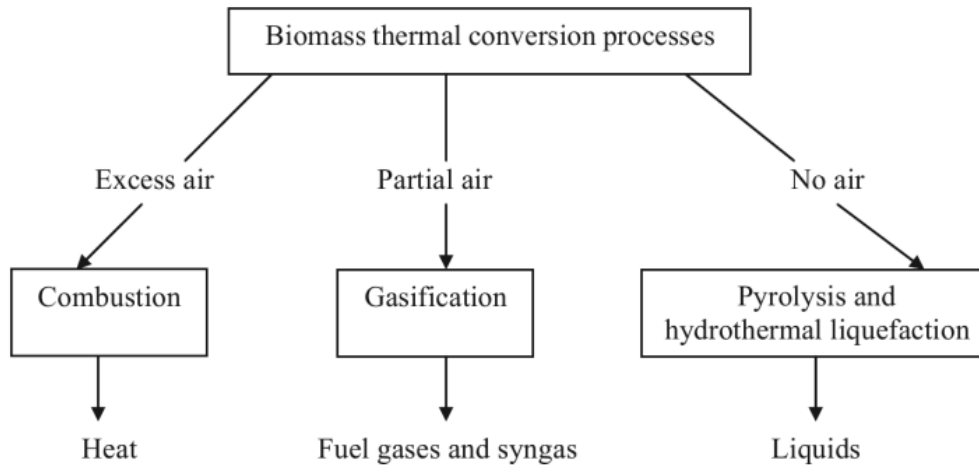 Biomass thermal conversion processes
Excess air
Partial air
No air
Combustion
Gasification
Pyrolysis and
hydrothermal liquefaction
Heat
Fuel gases and syngas
Liquids